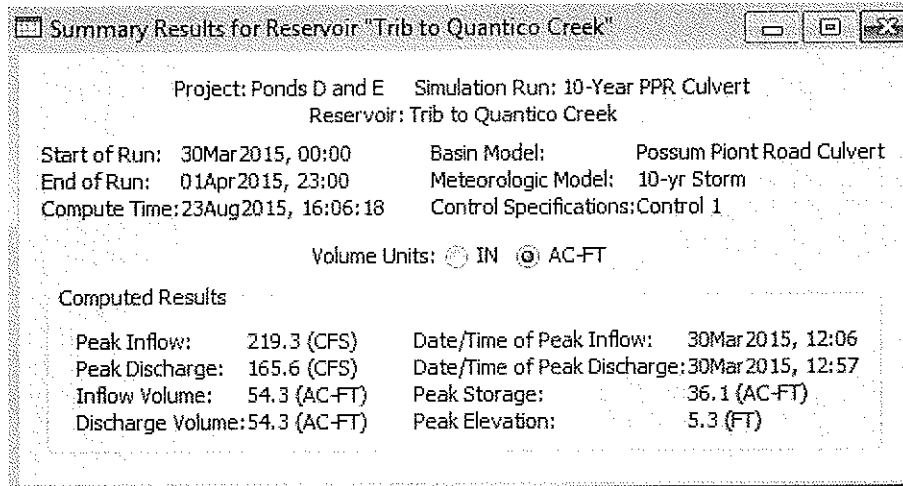 Summary Results for Reservoir "Trib to Quantico Creek"
Project: Ponds D and E Simulation Run: 10-Year PPR Culvert
Reservoir: Trib to Quantico Creek
Start of Run: 30Mar2015, 00:00 Basin Model: Possum Piont Road Culvert
End of Run: 01Apr2015, 23:00 Meteorologic Model: 10-yr Storm
Compute Time:23Aug2015, 16:06:18 Control Specifications:Control 1
Volume Units: IN AC-FT
Computed Results
Peak Inflow: 219.3 (CFS) Date/Time of Peak Inflow: 30Mar2015, 12:06
Peak Discharge: 165.6 (CFS) Date/Time of Peak Discharge:30Mar2015, 12:57
Inflow Volume: 54.3 (AC-FT) Peak Storage: 36.1 (AC-FT)
Discharge Volume:54.3 (AC-FT) Peak Elevation: 5.3 (FT)